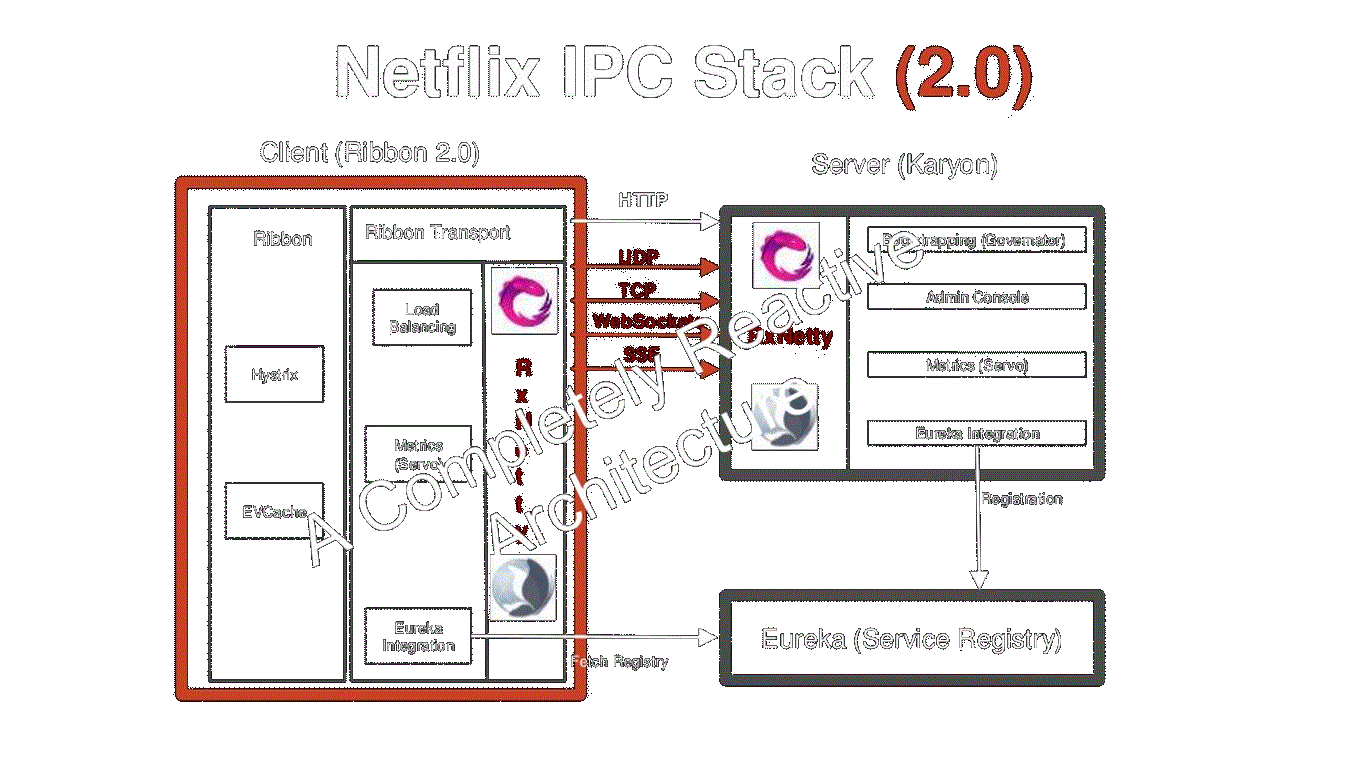 Netflix IPC Stack (2.0)
Client (Ribbon 2.0)
Server (Karyon)
Ribbon
Ribbon Transport
Load
Balancing
Hystrix
Metrics
(Servo)
EVCache
Eureka
Integration
RxNetty
HTTP
UDP
TCP
WebSockets
SSE
RxNetty
Bootstrapping (Governator)
Admin Console
Metrics (Servo)
Eureka Integration
Registration
Fetch Registry
Eureka (Service Registry)
A Completely Reactive
Architecture